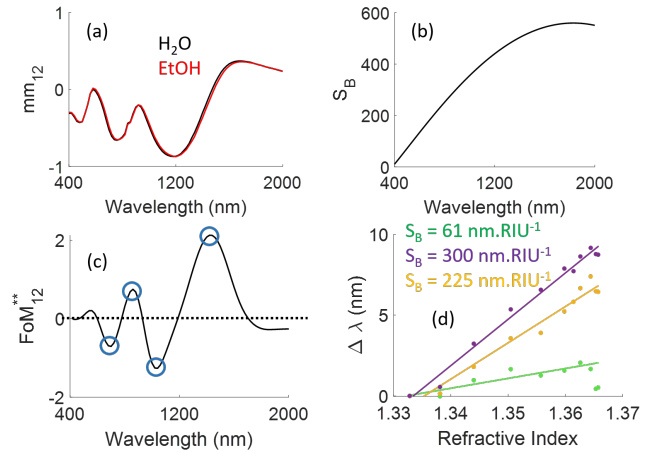 (a)
H₂O
EtOH
mm₁₂
1
0
-1
400
1200
2000
Wavelength (nm)
(b)
S_B
600
400
200
0
400
1200
2000
Wavelength (nm)
(c)
FoM₁₂**
2
0
-2
400
1200
2000
Wavelength (nm)
S_B = 61 nm.RIU⁻¹
S_B = 300 nm.RIU⁻¹
S_B = 225 nm.RIU⁻¹
(d)
Δ λ (nm)
10
5
0
1.33
1.34
1.35
1.36
1.37
Refractive Index